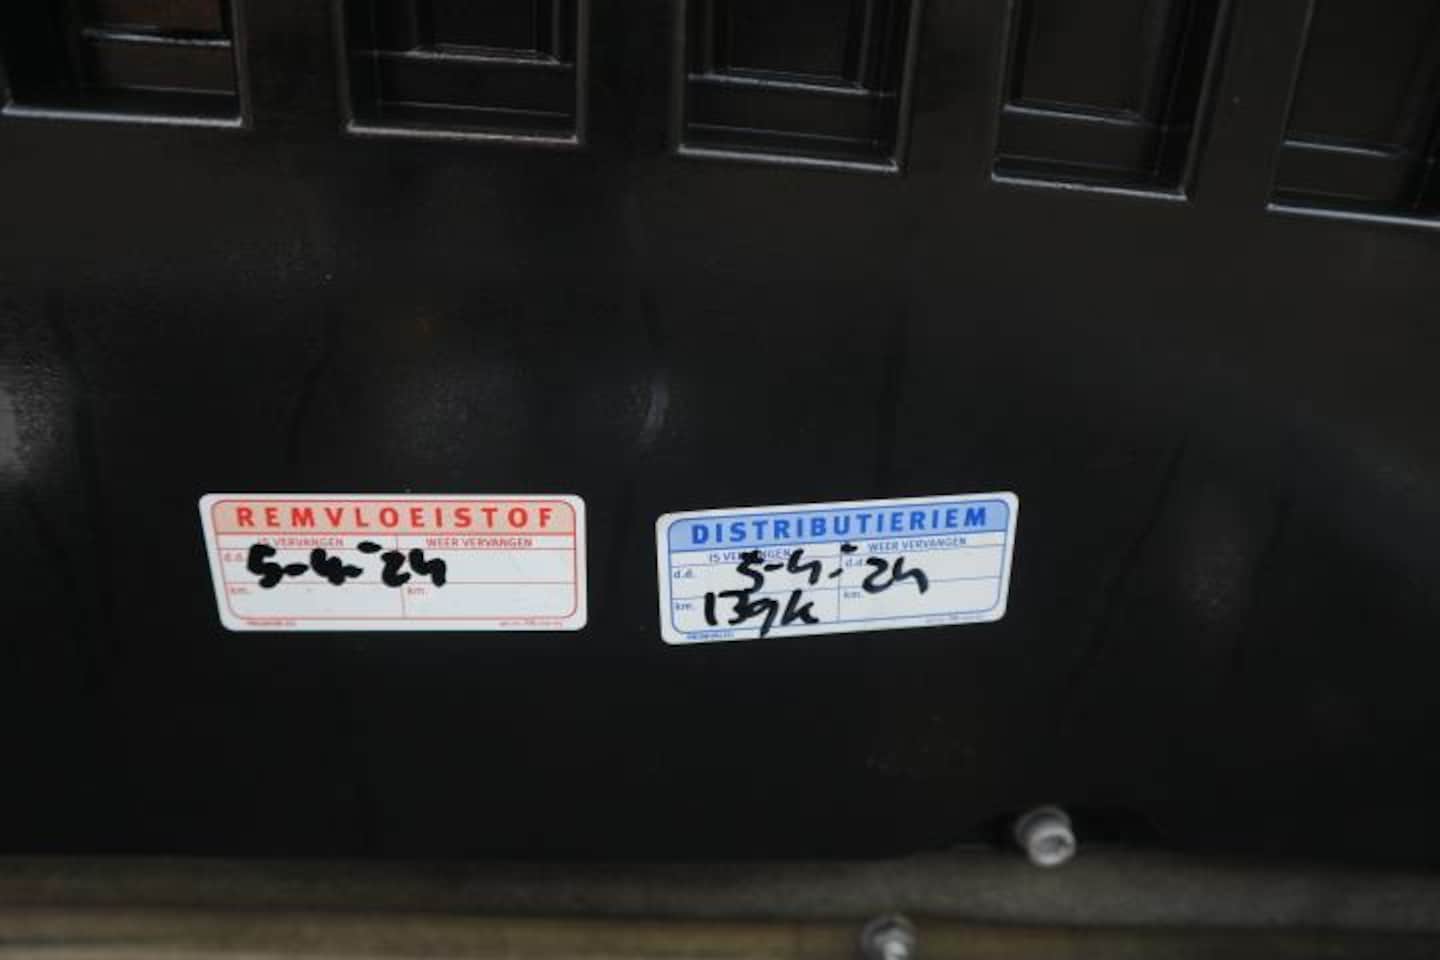 REMVLOEISTOF
IS VERVANGEN WEER VERVANGEN
d.d. 5-4-'24
km. km.
DISTRIBUTIERIEM
IS VERVANGEN WEER VERVANGEN
d.d. 5-4-'24 d.d.
km. 139k km.